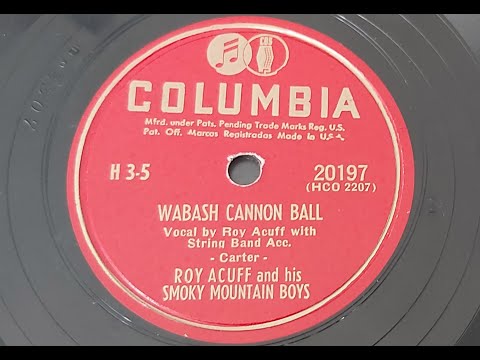 COLUMBIA
Mfrd. under Pats. Pending Trade Marks Reg. U.S.
Pat. Off. Marcas Registradas Made in U.S.A.
H 3-5
20197
(HCO 2207)
WABASH CANNON BALL
Vocal by Roy Acuff with
String Band Acc.
- Carter -
ROY ACUFF and his
SMOKY MOUNTAIN BOYS